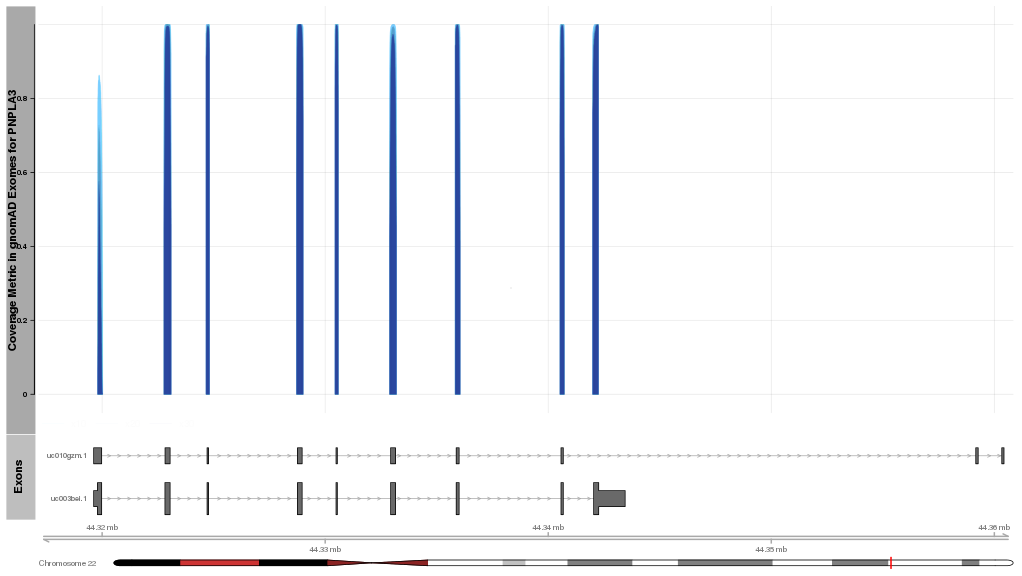 Coverage Metric in gnomAD Exomes for PNPLA3
0.8
0.6
0.4
0.2
0
Exons
uc010gzm.1
uc003bei.1
44.32 mb
44.34 mb
44.36 mb
44.33 mb
44.35 mb
Chromosome 22